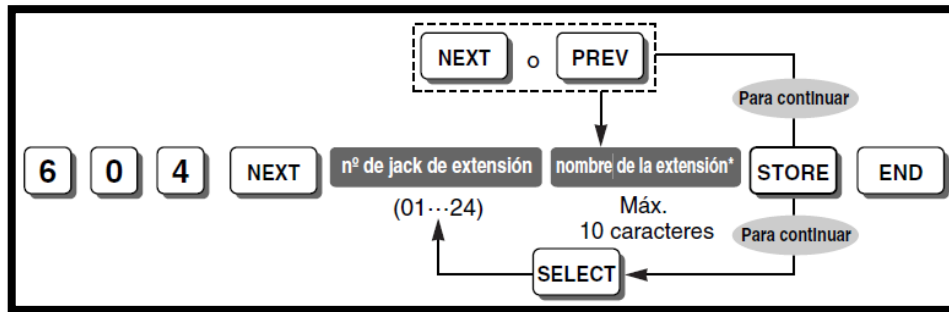 NEXT o PREV
Para continuar
6 0 4 NEXT nº de jack de extensión nombre de la extensión* STORE END
(01···24) Máx.
10 caracteres Para continuar
SELECT